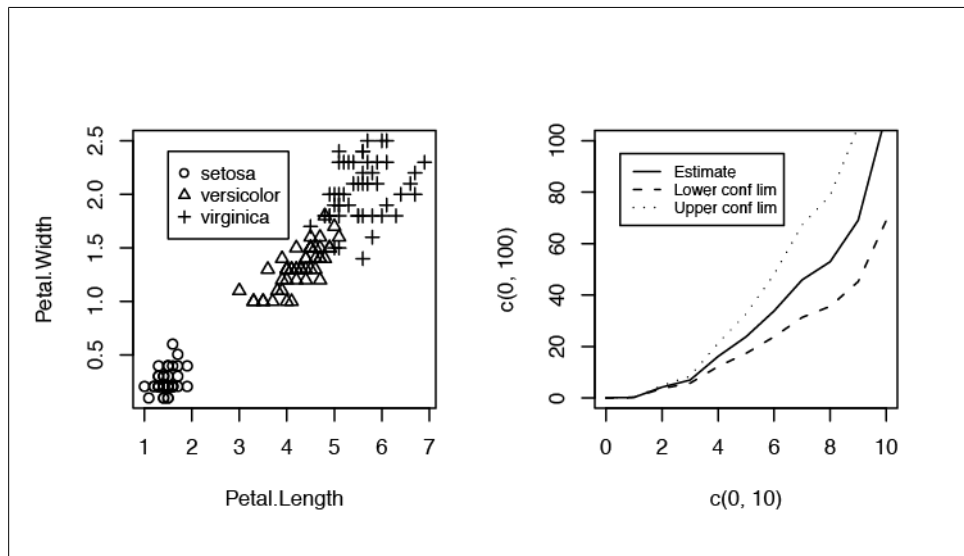 2.5
2.0
1.5
1.0
0.5
Petal.Width
setosa
versicolor
virginica
1 2 3 4 5 6 7
Petal.Length
100
80
60
40
20
0
c(0, 100)
Estimate
Lower conf lim
Upper conf lim
0 2 4 6 8 10
c(0, 10)